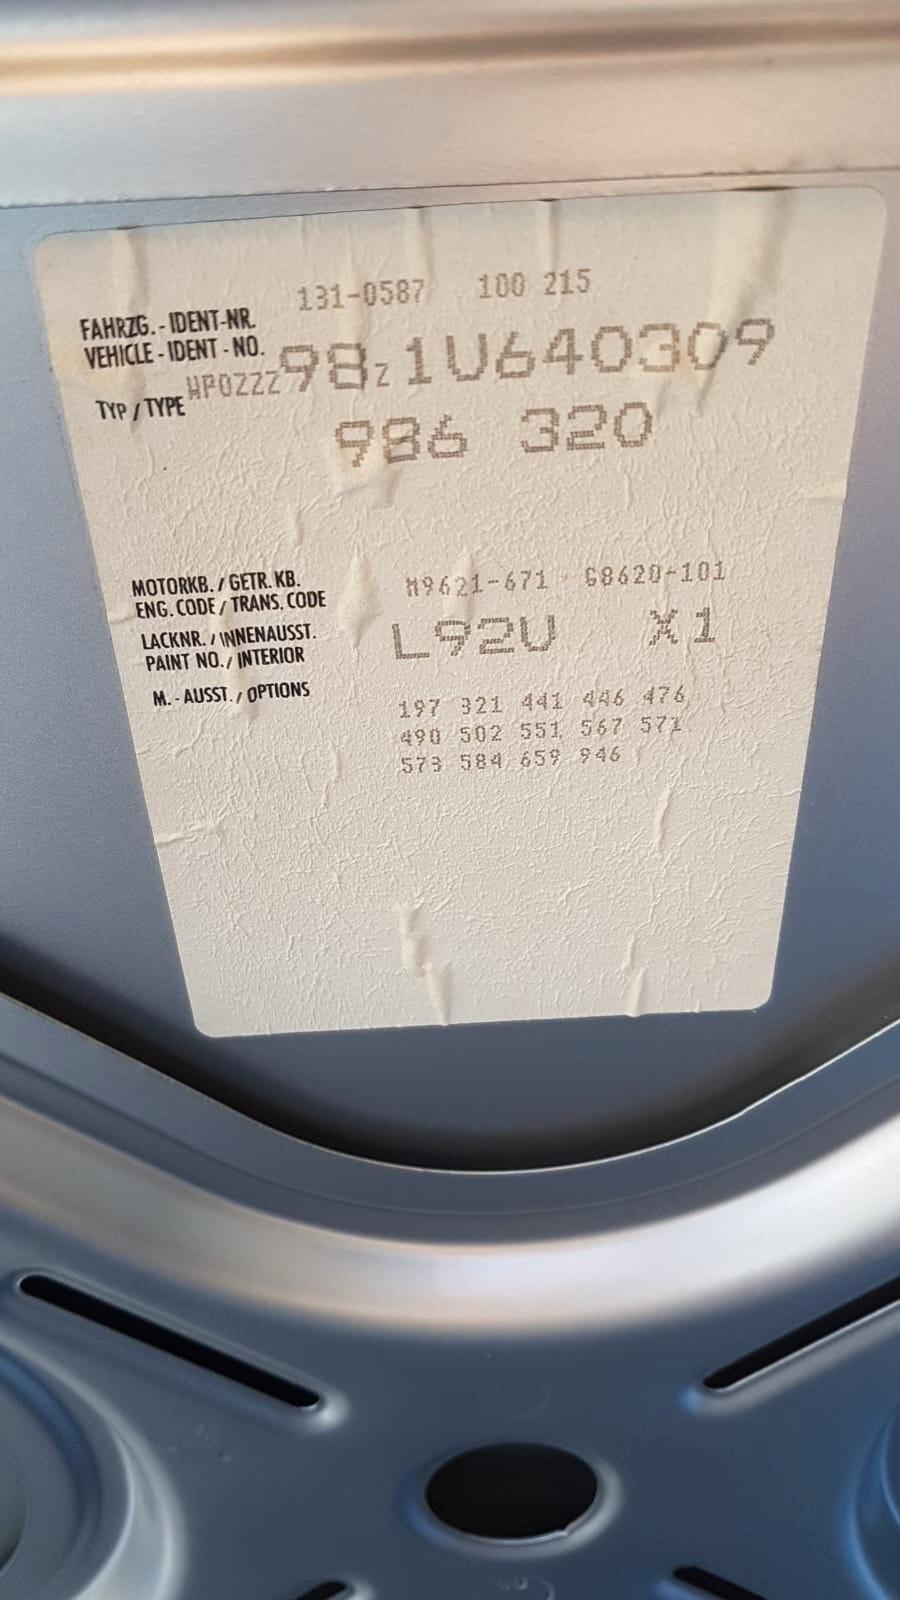 131-0587 100 215
FAHRZG.-IDENT-NR.
VEHICLE-IDENT-NO. WP0ZZZ98Z1U640309
TYP/TYPE 986 320
MOTORKB./GETR.KB.
ENG.CODE/TRANS.CODE M9621-671 G8620-101
LACKNR./INNENAUSST.
PAINT NO./INTERIOR L92U X1
M.-AUSST./OPTIONS
197 321 441 446 476
490 502 551 567 571
573 584 659 946